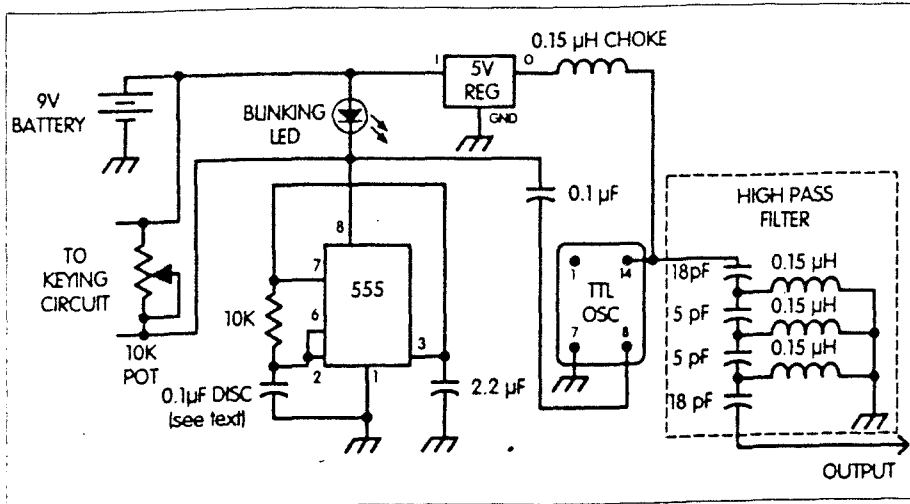 0.15 µH CHOKE
I
5V
REG
O
GND
9V
BATTERY
BLINKING
LED
0.1 µF
HIGH PASS
FILTER
TO
KEYING
CIRCUIT
10K
POT
8
7
555
6
3
2
1
10K
0.1µF DISC
(see text)
2.2 µF
1
14
TTL
OSC
7
8
18pF
0.15 µH
5 pF
0.15 µH
5 pF
0.15 µH
18 pF
OUTPUT